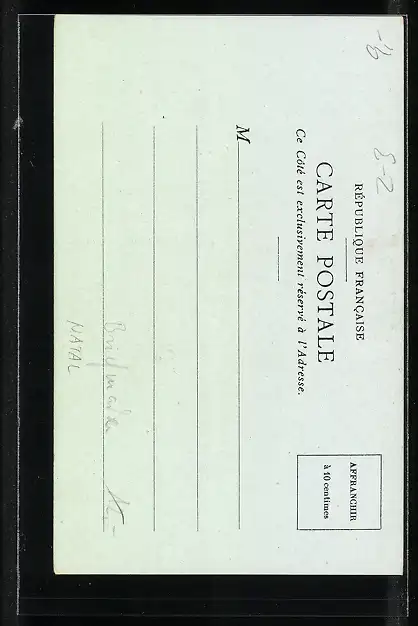 RÉPUBLIQUE FRANÇAISE
CARTE POSTALE
Ce Côté est exclusivement réservé à l'Adresse.
AFFRANCHIR
à 10 centimes
M
NATAL